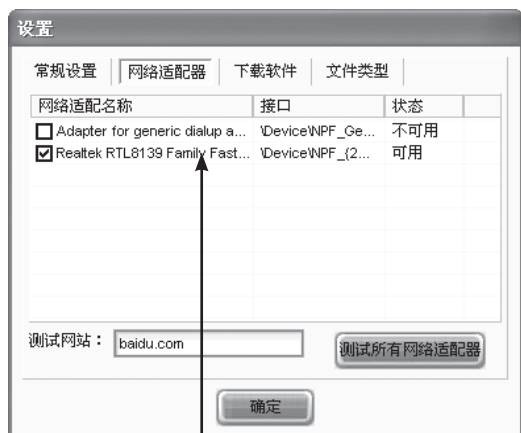 设置
常规设置 网络适配器 下载软件 文件类型
网络适配名称 接口 状态
Adapter for generic dialup a... \Device\NPF_Ge... 不可用
Realtek RTL8139 Family Fast... \Device\NPF_{2... 可用
测试网站： baidu.com 测试所有网络适配器
确定